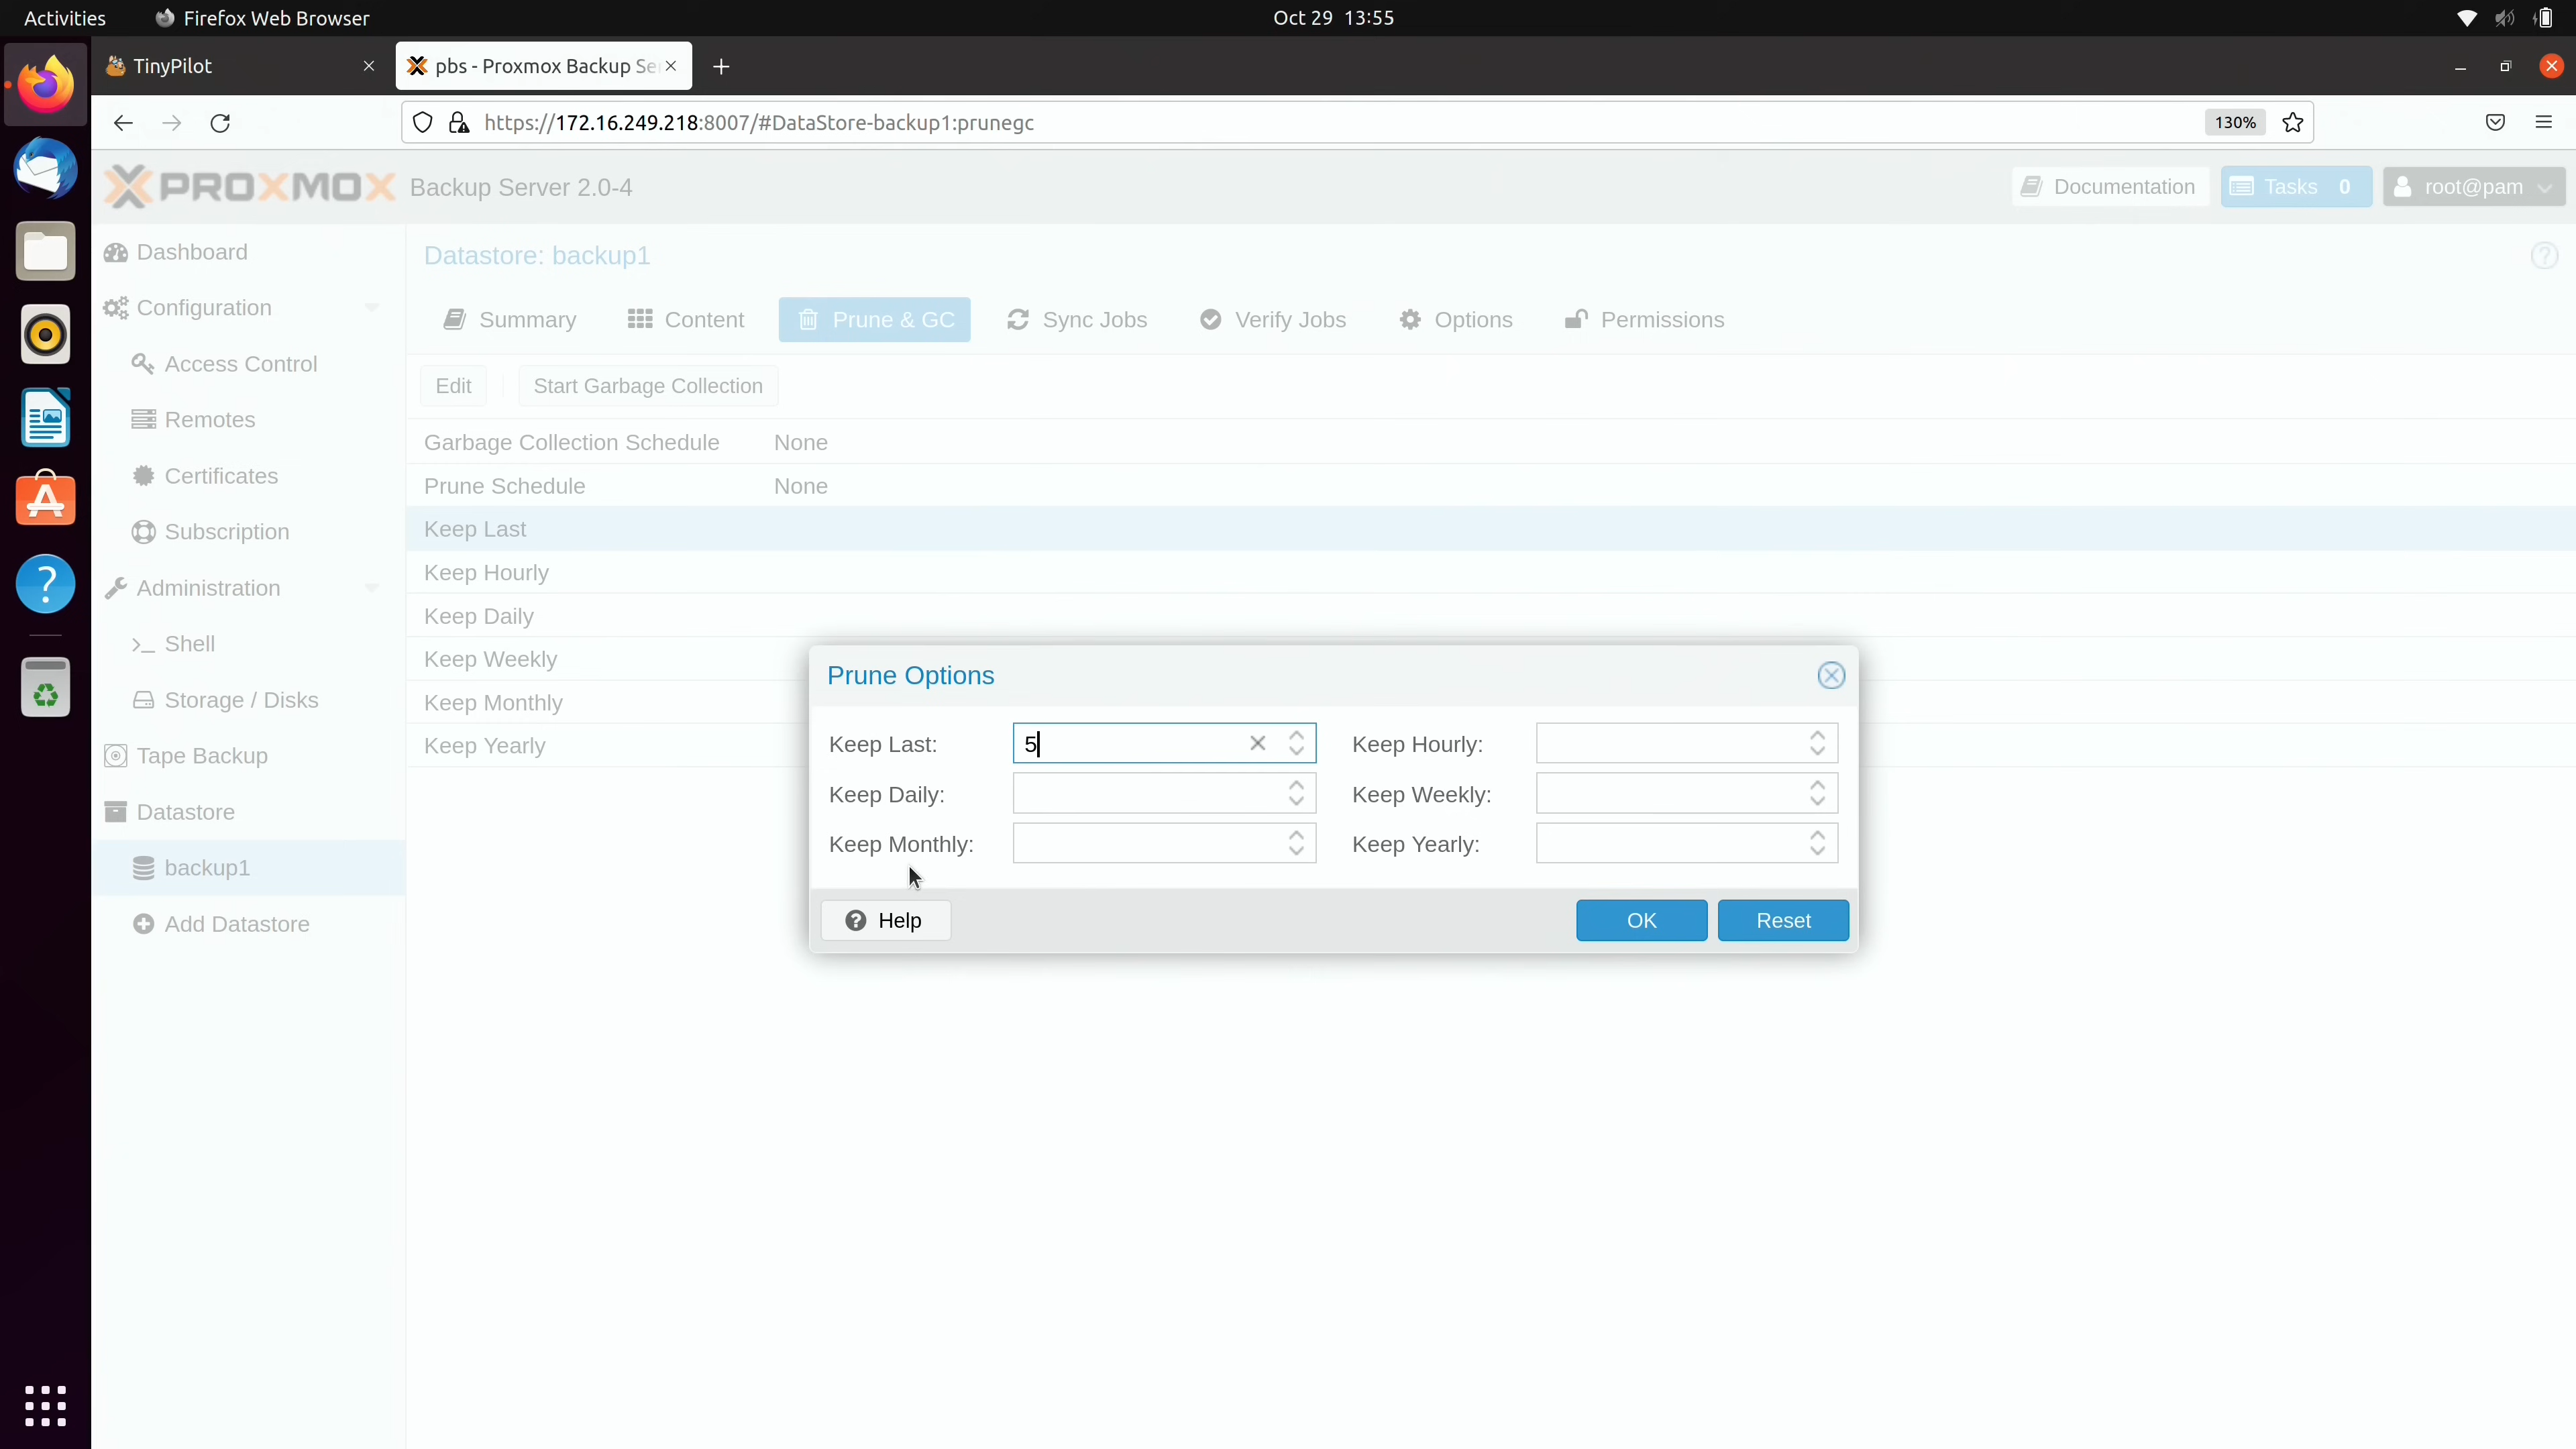 Activities Firefox Web Browser Oct 29 13:55
TinyPilot pbs - Proxmox Backup Se
https://172.16.249.218:8007/#DataStore-backup1:prunegc 130%
PROXMOX Backup Server 2.0-4 Documentation Tasks 0 root@pam
Dashboard
Configuration
Access Control
Remotes
Certificates
Subscription
Administration
Shell
Storage / Disks
Tape Backup
Datastore
backup1
Add Datastore
Datastore: backup1
Summary Content Prune & GC Sync Jobs Verify Jobs Options Permissions
Edit Start Garbage Collection
Garbage Collection Schedule None
Prune Schedule None
Keep Last
Keep Hourly
Keep Daily
Keep Weekly
Keep Monthly
Keep Yearly
Prune Options
Keep Last: 5 Keep Hourly:
Keep Daily: Keep Weekly:
Keep Monthly: Keep Yearly:
Help OK Reset